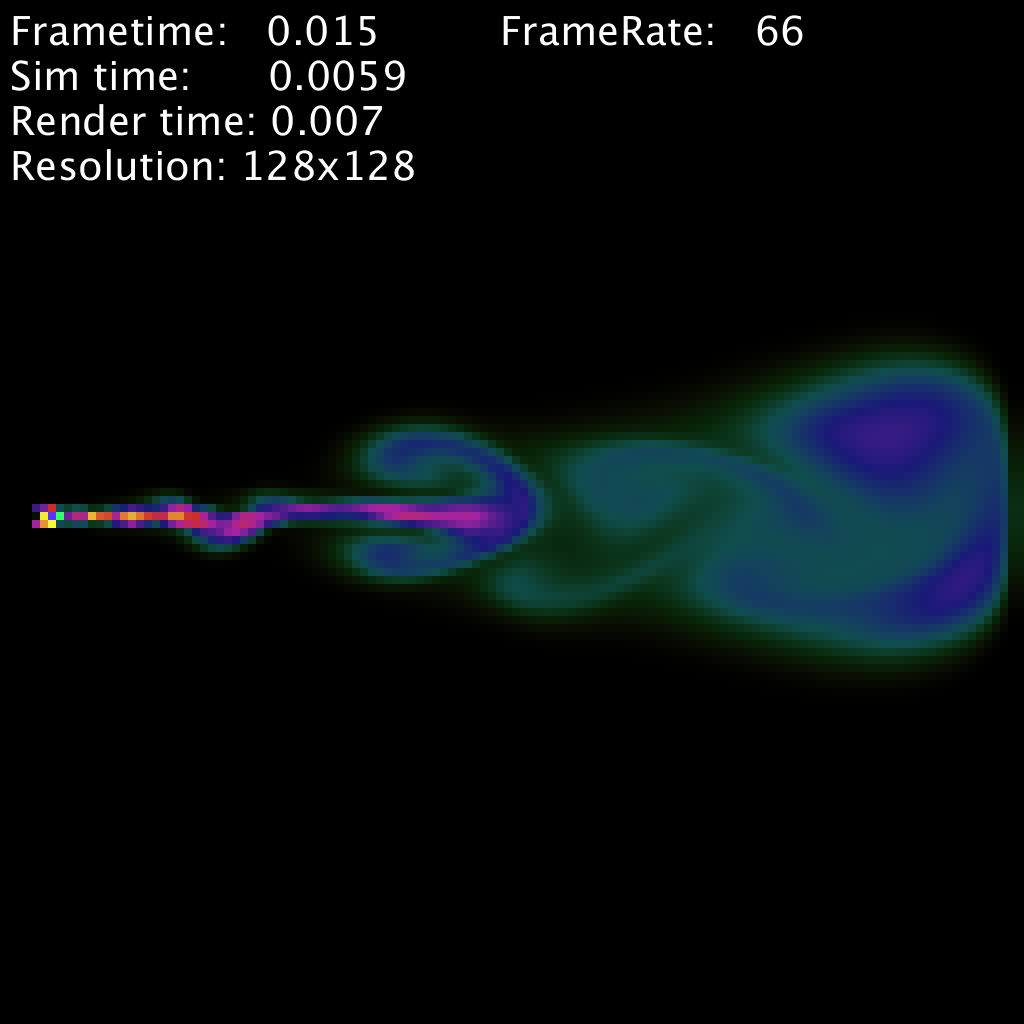 Frametime: 0.015 FrameRate: 66
Sim time: 0.0059
Render time: 0.007
Resolution: 128x128